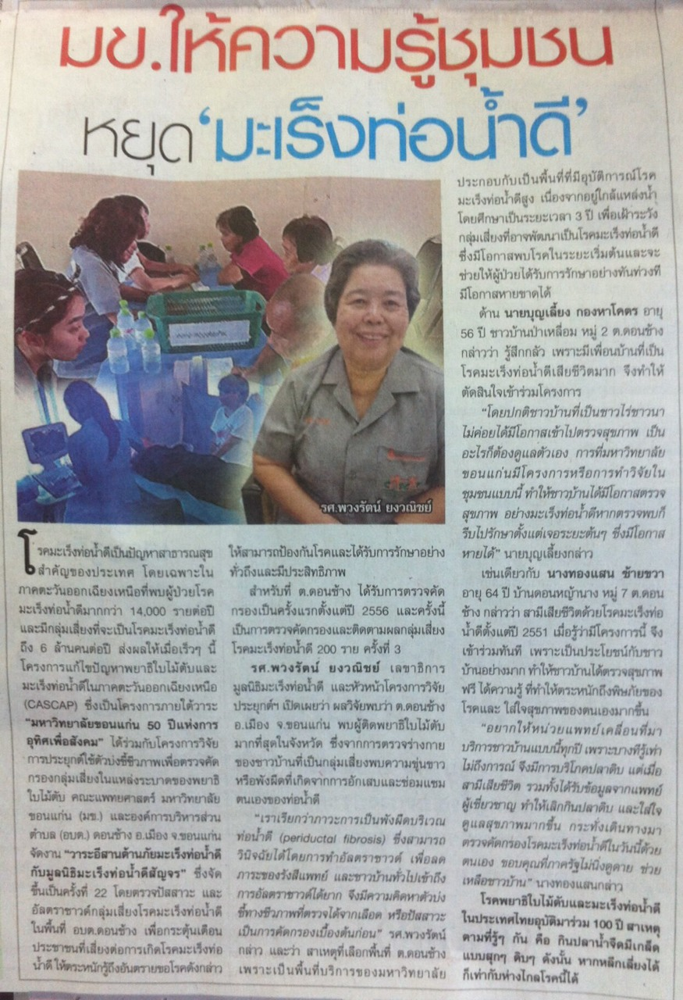 มข.ให้ความรู้ชุมชน
หยุด 'มะเร็งท่อน้ำดี'
รศ.พวงรัตน์ ยงวณิชย์
โรคมะเร็งท่อน้ำดีเป็นปัญหาสาธารณสุข
สำคัญของประเทศ โดยเฉพาะใน
ภาคตะวันออกเฉียงเหนือที่พบผู้ป่วยโรค
มะเร็งท่อน้ำดีมากกว่า 14,000 รายต่อปี
และมีกลุ่มเสี่ยงที่จะเป็นโรคมะเร็งท่อน้ำดี
ถึง 6 ล้านคนต่อปี ส่งผลให้เมื่อเร็วๆ นี้
โครงการแก้ไขปัญหาพยาธิใบไม้ตับและ
มะเร็งท่อน้ำดีในภาคตะวันออกเฉียงเหนือ
(CASCAP) ซึ่งเป็นโครงการภายใต้วาระ
"มหาวิทยาลัยขอนแก่น 50 ปีแห่งการ
อุทิศเพื่อสังคม" ได้ร่วมกับโครงการวิจัย
การประยุกต์ใช้ตัวบ่งชี้ชีวภาพเพื่อตรวจคัด
กรองกลุ่มเสี่ยงในแหล่งระบาดของพยาธิ
ใบไม้ตับ คณะแพทยศาสตร์ มหาวิทยาลัย
ขอนแก่น (มข.) และองค์การบริหารส่วน
ตำบล (อบต.) ดอนช้าง อ.เมือง จ.ขอนแก่น
จัดงาน "วาระอีสานต้านภัยมะเร็งท่อน้ำดี
กับมูลนิธิมะเร็งท่อน้ำดีสัญจร" ซึ่งจัด
ขึ้นเป็นครั้งที่ 22 โดยตรวจปัสสาวะ และ
อัลตราซาวด์กลุ่มเสี่ยงโรคมะเร็งท่อน้ำดี
ในพื้นที่ อบต.ดอนช้าง เพื่อกระตุ้นเตือน
ประชาชนที่เสี่ยงต่อการเกิดโรคมะเร็งท่อ
น้ำดี ให้ตระหนักรู้ถึงอันตรายขอโรคดังกล่าว
ให้สามารถป้องกันโรคและได้รับการรักษาอย่าง
ทั่วถึงและมีประสิทธิภาพ
สำหรับที่ ต.ดอนช้าง ได้รับการตรวจคัด
กรองเป็นครั้งแรกตั้งแต่ปี 2556 และครั้งนี้
เป็นการตรวจคัดกรองและติดตามผลกลุ่มเสี่ยง
โรคมะเร็งท่อน้ำดี 200 ราย ครั้งที่ 3
รศ.พวงรัตน์ ยงวณิชย์ เลขาธิการ
มูลนิธิมะเร็งท่อน้ำดี และหัวหน้าโครงการวิจัย
ประยุกต์ฯ เปิดเผยว่า ผลวิจัยพบว่า ต.ดอนช้าง
อ.เมือง จ.ขอนแก่น พบผู้ติดพยาธิใบไม้ตับ
มากที่สุดในจังหวัด ซึ่งจากการตรวจร่างกาย
ของชาวบ้านที่เป็นกลุ่มเสี่ยงพบความขุ่นขาว
หรือพังผืดที่เกิดจากการอักเสบและซ่อมแซม
ตนเองของท่อน้ำดี
"เราเรียกว่าภาวะการเป็นพังผืดบริเวณ
ท่อน้ำดี (periductal fibrosis) ซึ่งสามารถ
วินิจฉัยได้โดยการทำอัลตราซาวด์ เพื่อลด
ภาระของรังสีแพทย์ และชาวบ้านทั่วไปเข้าถึง
การอัลตราซาวด์ได้ยาก จึงมีความคิดหาตัวบ่ง
ชี้ทางชีวภาพที่ตรวจได้จากเลือด หรือปัสสาวะ
เป็นการคัดกรองเบื้องต้นก่อน" รศ.พวงรัตน์
กล่าว และว่า สาเหตุที่เลือกพื้นที่ ต.ดอนช้าง
เพราะเป็นพื้นที่บริการของมหาวิทยาลัย
ประกอบกับเป็นพื้นที่ที่มีอุบัติการณ์โรค
มะเร็งท่อน้ำดีสูง เนื่องจากอยู่ใกล้แหล่งน้ำ
โดยศึกษาเป็นระยะเวลา 3 ปี เพื่อเฝ้าระวัง
กลุ่มเสี่ยงที่อาจพัฒนาเป็นโรคมะเร็งท่อน้ำดี
ซึ่งมีโอกาสพบโรคในระยะเริ่มต้นและจะ
ช่วยให้ผู้ป่วยได้รับการรักษาอย่างทันท่วงที
มีโอกาสหายขาดได้
ด้าน นายบุญเลี้ยง กองหาโคตร อายุ
56 ปี ชาวบ้านป่าเหลื่อม หมู่ 2 ต.ดอนช้าง
กล่าวว่า รู้สึกกลัว เพราะมีเพื่อนบ้านที่เป็น
โรคมะเร็งท่อน้ำดีเสียชีวิตมาก จึงทำให้
ตัดสินใจเข้าร่วมโครงการ
"โดยปกติชาวบ้านที่เป็นชาวไร่ชาวนา
ไม่ค่อยได้มีโอกาสเข้าไปตรวจสุขภาพ เป็น
อะไรก็ต้องดูแลตัวเอง การที่มหาวิทยาลัย
ขอนแก่นมีโครงการหรือการทำวิจัยใน
ชุมชนแบบนี้ ทำให้ชาวบ้านได้มีโอกาสตรวจ
สุขภาพ อย่างมะเร็งท่อน้ำดีหากตรวจพบก็
รีบไปรักษาตั้งแต่เจอระยะต้นๆ ซึ่งมีโอกาส
หายได้" นายบุญเลี้ยงกล่าว
เช่นเดียวกับ นางทองแสน ซ้ายขวา
อายุ 64 ปี บ้านดอนหญ้านาง หมู่ 7 ต.ดอน
ช้าง กล่าวว่า สามีเสียชีวิตด้วยโรคมะเร็งท่อ
น้ำดีตั้งแต่ปี 2551 เมื่อรู้ว่ามีโครงการนี้ จึง
เข้าร่วมทันที เพราะเป็นประโยชน์กับชาว
บ้านอย่างมาก ทำให้ชาวบ้านได้ตรวจสุขภาพ
ฟรี ได้ความรู้ ที่ทำให้ตระหนักถึงพิษภัยของ
โรคและ ใส่ใจสุขภาพของตนเองมากขึ้น
"อยากให้หน่วยแพทย์เคลื่อนที่มา
บริการชาวบ้านแบบนี้ทุกปี เพราะบางทีรู้เท่า
ไม่ถึงการณ์ จึงมีการบริโภคปลาดิบ แต่เมื่อ
สามีเสียชีวิต รวมทั้งได้รับข้อมูลจากแพทย์
ผู้เชี่ยวชาญ ทำให้เลิกกินปลาดิบ และใส่ใจ
ดูแลสุขภาพมากขึ้น กระทั่งเดินทางมา
ตรวจคัดกรองโรคมะเร็งท่อน้ำดีในวันนี้ด้วย
ตนเอง ขอบคุณที่ภาครัฐไม่นิ่งดูดาย ช่วย
เหลือชาวบ้าน" นางทองแสนกล่าว
โรคพยาธิใบไม้ตับและมะเร็งท่อน้ำดี
ในประเทศไทยอุบัติมาร่วม 100 ปี สาเหตุ
ตามที่รู้ๆ กัน คือ กินปลาน้ำจืดมีเกล็ด
แบบสุกๆ ดิบๆ ดังนั้น หากหลีกเลี่ยงได้
ก็เท่ากับห่างไกลโรคนี้ได้